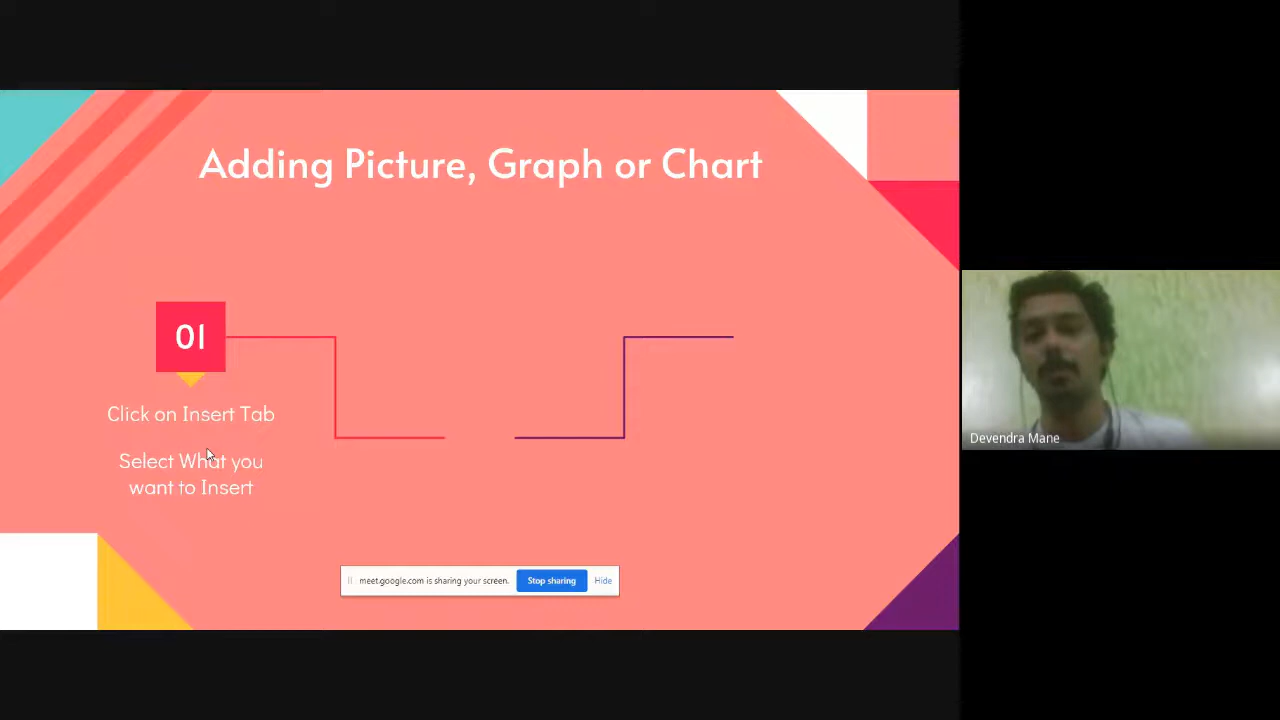 Adding Picture, Graph or Chart
01
Click on Insert Tab
Select What you
want to Insert
meet.google.com is sharing your screen.
Stop sharing
Hide
Devendra Mane